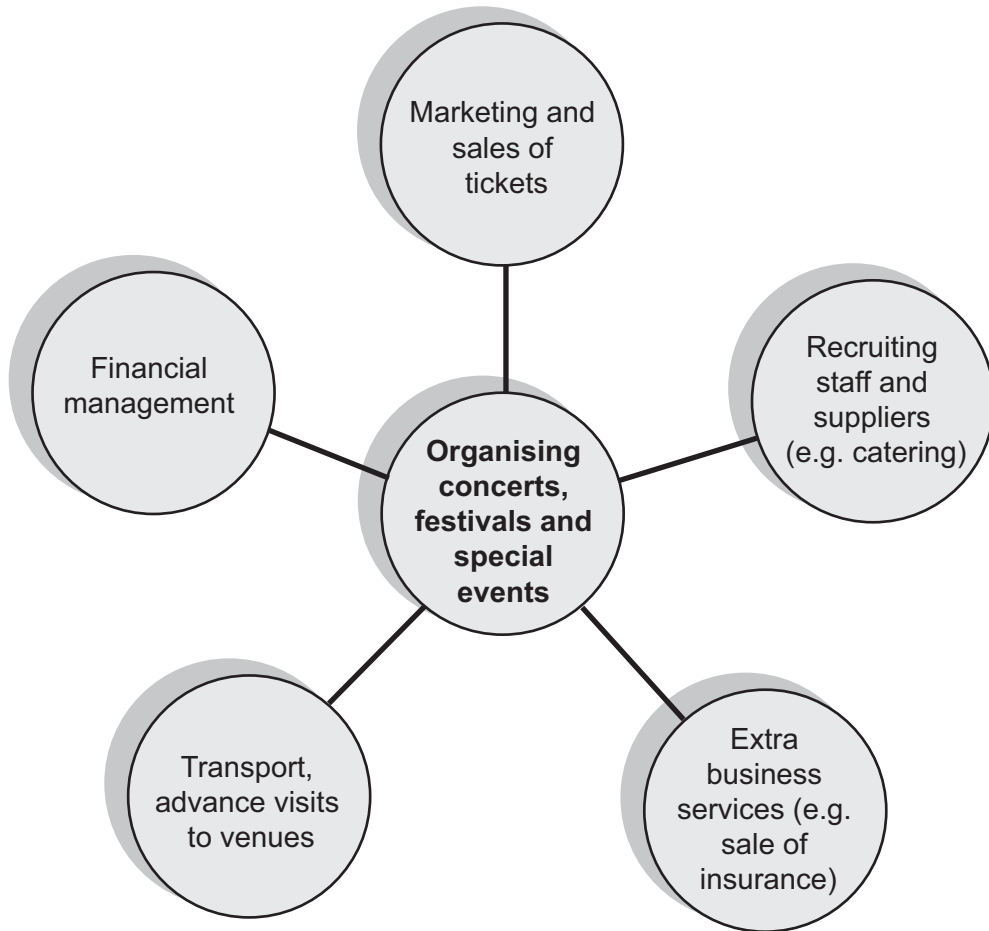 Marketing and
sales of
tickets
Financial
management
Recruiting
staff and
suppliers
(e.g. catering)
Organising
concerts,
festivals and
special
events
Transport,
advance visits
to venues
Extra
business
services (e.g.
sale of
insurance)